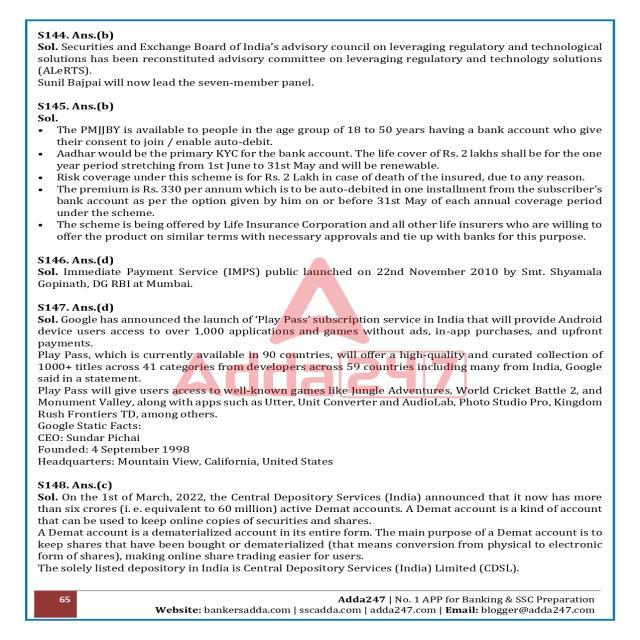 S144. Ans.(b)
Sol. Securities and Exchange Board of India's advisory council on leveraging regulatory and technological
solutions has been reconstituted advisory committee on leveraging regulatory and technology solutions
(ALeRTS).
Sunil Bajpai will now lead the seven-member panel.
S145. Ans.(b)
Sol.
• The PMJJBY is available to people in the age group of 18 to 50 years having a bank account who give
their consent to join / enable auto-debit.
• Aadhar would be the primary KYC for the bank account. The life cover of Rs. 2 lakhs shall be for the one
year period stretching from 1st June to 31st May and will be renewable.
• Risk coverage under this scheme is for Rs. 2 Lakh in case of death of the insured, due to any reason.
• The premium is Rs. 330 per annum which is to be auto-debited in one installment from the subscriber's
bank account as per the option given by him on or before 31st May of each annual coverage period
under the scheme.
• The scheme is being offered by Life Insurance Corporation and all other life insurers who are willing to
offer the product on similar terms with necessary approvals and tie up with banks for this purpose.
S146. Ans.(d)
Sol. Immediate Payment Service (IMPS) public launched on 22nd November 2010 by Smt. Shyamala
Gopinath, DG RBI at Mumbai.
S147. Ans.(d)
Sol. Google has announced the launch of 'Play Pass' subscription service in India that will provide Android
device users access to over 1,000 applications and games without ads, in-app purchases, and upfront
payments.
Play Pass, which is currently available in 90 countries, will offer a high-quality and curated collection of
1000+ titles across 41 categories from developers across 59 countries including many from India, Google
said in a statement.
Play Pass will give users access to well-known games like Jungle Adventures, World Cricket Battle 2, and
Monument Valley, along with apps such as Utter, Unit Converter and AudioLab, Photo Studio Pro, Kingdom
Rush Frontiers TD, among others.
Google Static Facts:
CEO: Sundar Pichai
Founded: 4 September 1998
Headquarters: Mountain View, California, United States
Adda247
S148. Ans.(c)
Sol. On the 1st of March, 2022, the Central Depository Services (India) announced that it now has more
than six crores (i. e. equivalent to 60 million) active Demat accounts. A Demat account is a kind of account
that can be used to keep online copies of securities and shares.
A Demat account is a dematerialized account in its entire form. The main purpose of a Demat account is to
keep shares that have been bought or dematerialized (that means conversion from physical to electronic
form of shares), making online share trading easier for users.
The solely listed depository in India is Central Depository Services (India) Limited (CDSL).
65 Adda247 | No. 1 APP for Banking & SSC Preparation
Website: bankersadda.com | sscadda.com | adda247.com | Email: blogger@adda247.com